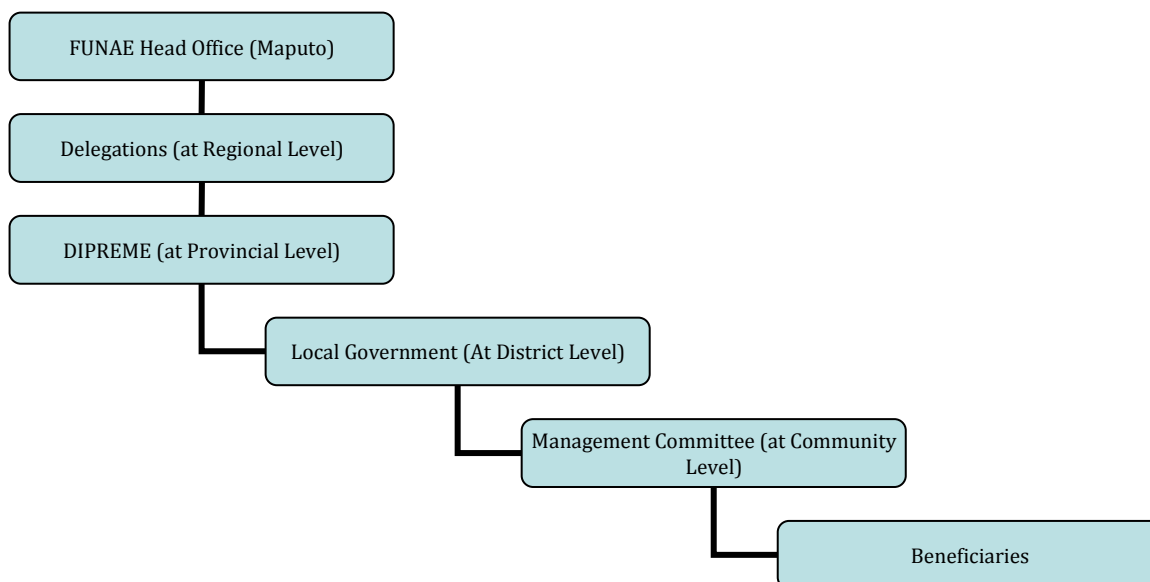 FUNAE Head Office (Maputo)
Delegations (at Regional Level)
DIPREME (at Provincial Level)
Local Government (At District Level)
Management Committee (at Community
Level)
Beneficiaries